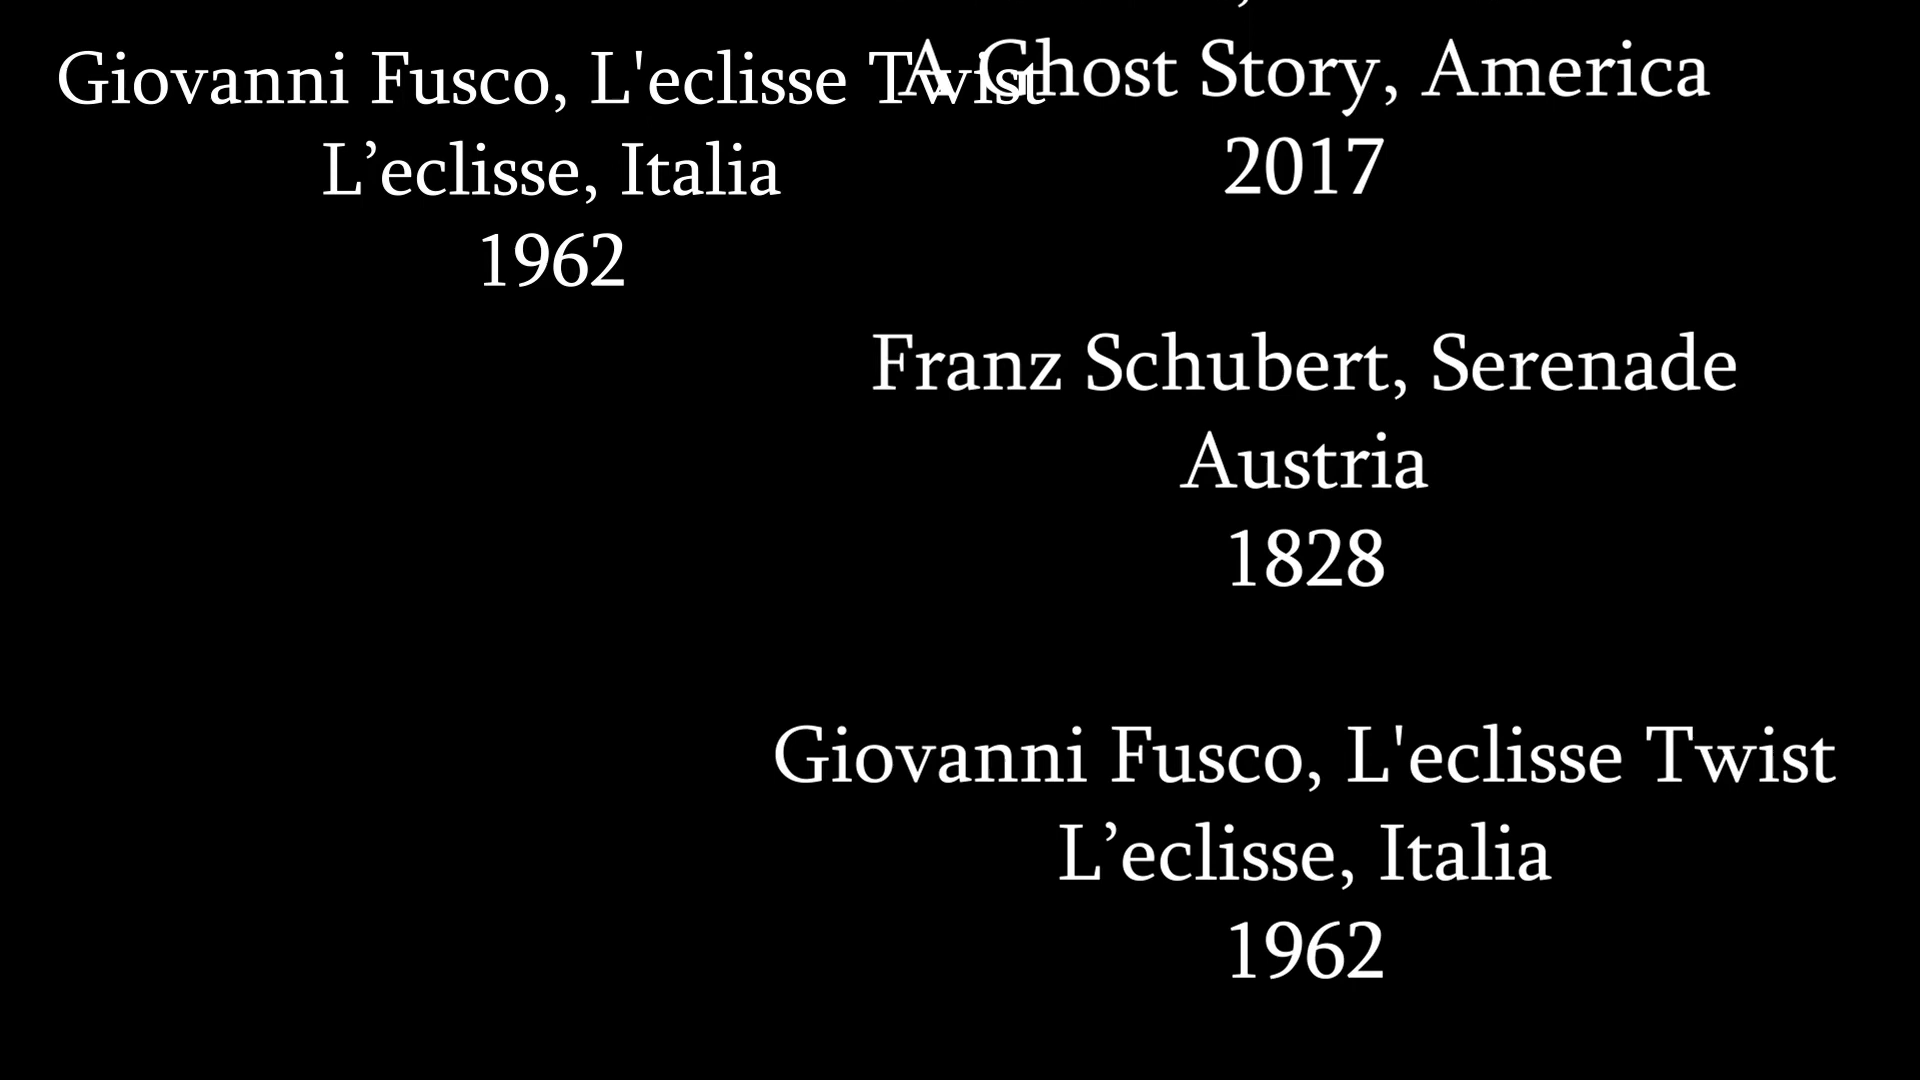 Giovanni Fusco, L'eclisse Twist
L’eclisse, Italia
1962
A Ghost Story, America
2017
Franz Schubert, Serenade
Austria
1828
Giovanni Fusco, L'eclisse Twist
L’eclisse, Italia
1962